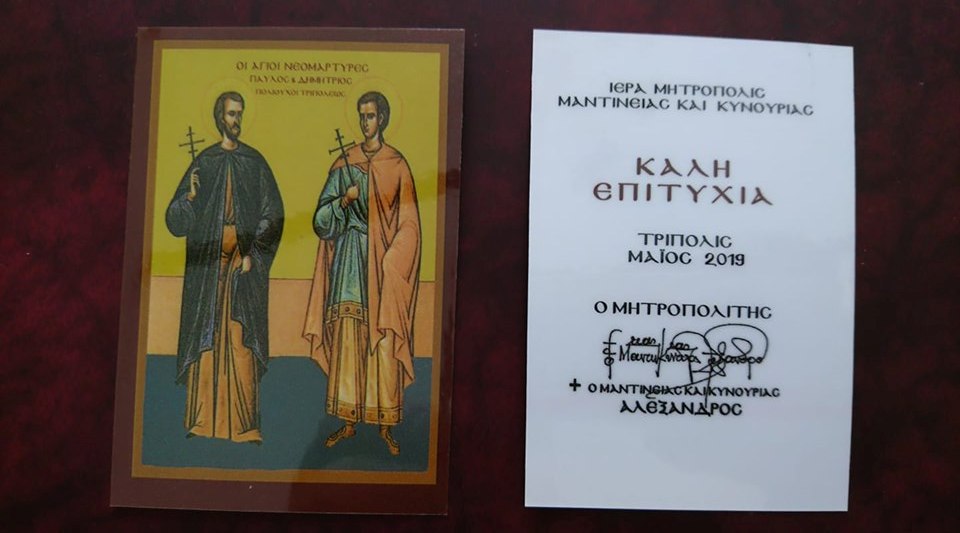 ΟΙ ΑΓΙΟΙ ΝΕΟΜΑΡΤΥΡΕΣ
ΠΑΥΛΟΣ & ΔΗΜΗΤΡΙΟΣ
ΠΟΛΙΟΥΧΟΙ ΤΡΙΠΟΛΕΩΣ
ΙΕΡΑ ΜΗΤΡΟΠΟΛΙΣ
ΜΑΝΤΙΝΕΙΑΣ ΚΑΙ ΚΥΝΟΥΡΙΑΣ
ΚΑΛΗ
ΕΠΙΤΥΧΙΑ
ΤΡΙΠΟΛΙΣ
ΜΑΪΟΣ 2019
Ο ΜΗΤΡΟΠΟΛΙΤΗΣ
+ Ο ΜΑΝΤΙΝΕΙΑΣ ΚΑΙ ΚΥΝΟΥΡΙΑΣ
ΑΛΕΞΑΝΔΡΟΣ